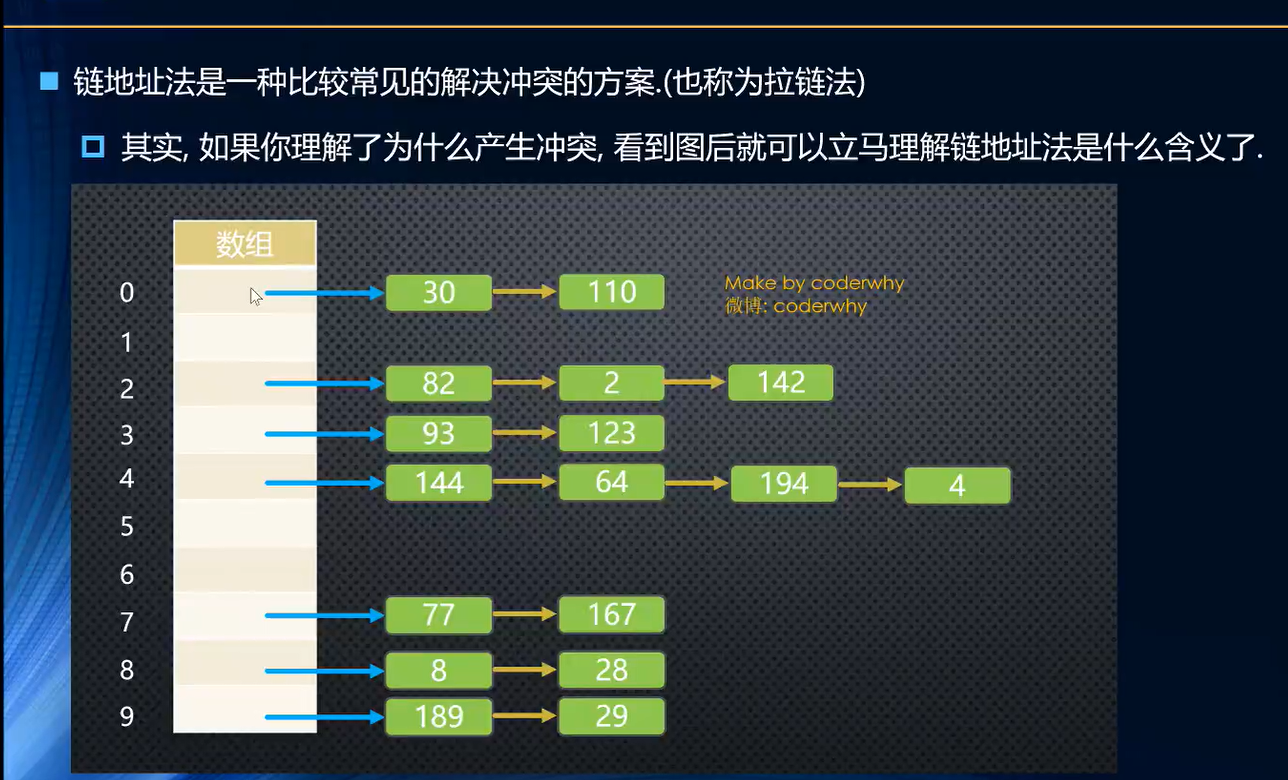 链地址法是一种比较常见的解决冲突的方案.(也称为拉链法)
其实, 如果你理解了为什么产生冲突, 看到图后就可以立马理解链地址法是什么含义了.
数组
0 30 110 Make by coderwhy
微博: coderwhy
1
2 82 2 142
3 93 123
4 144 64 194 4
5
6
7 77 167
8 8 28
9 189 29